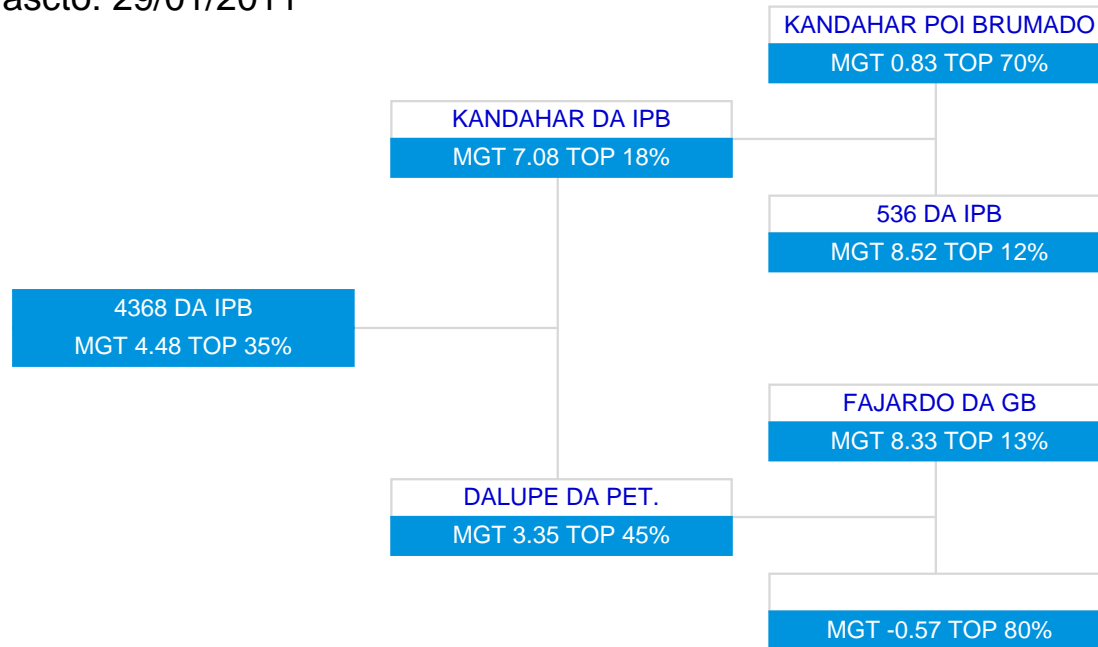 ascto: 29/01/2011
KANDAHAR POI BRUMADO
MGT 0.83 TOP 70%
KANDAHAR DA IPB
MGT 7.08 TOP 18%
536 DA IPB
MGT 8.52 TOP 12%
4368 DA IPB
MGT 4.48 TOP 35%
FAJARDO DA GB
MGT 8.33 TOP 13%
DALUPE DA PET.
MGT 3.35 TOP 45%
MGT -0.57 TOP 80%